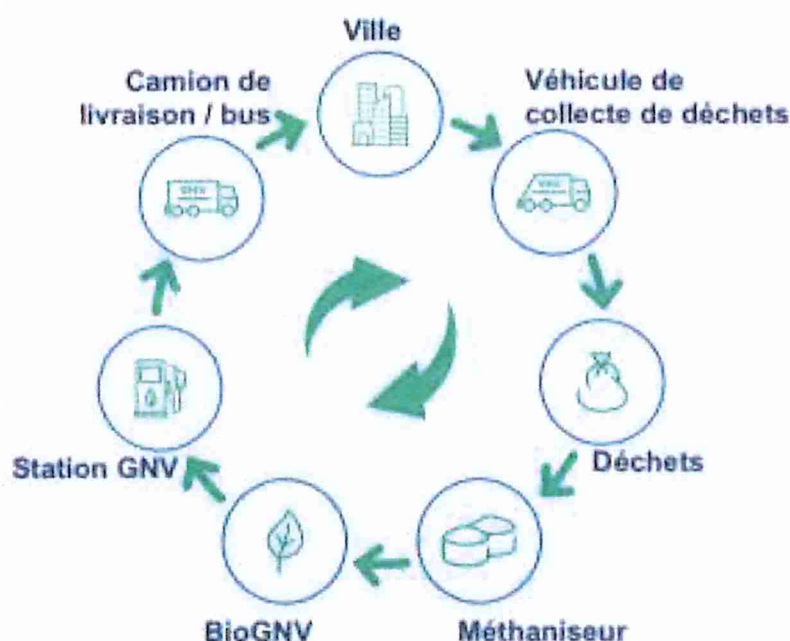 Ville
Camion de
livraison / bus
Véhicule de
collecte de déchets
Déchets
Station GNV
BioGNV
Méthaniseur